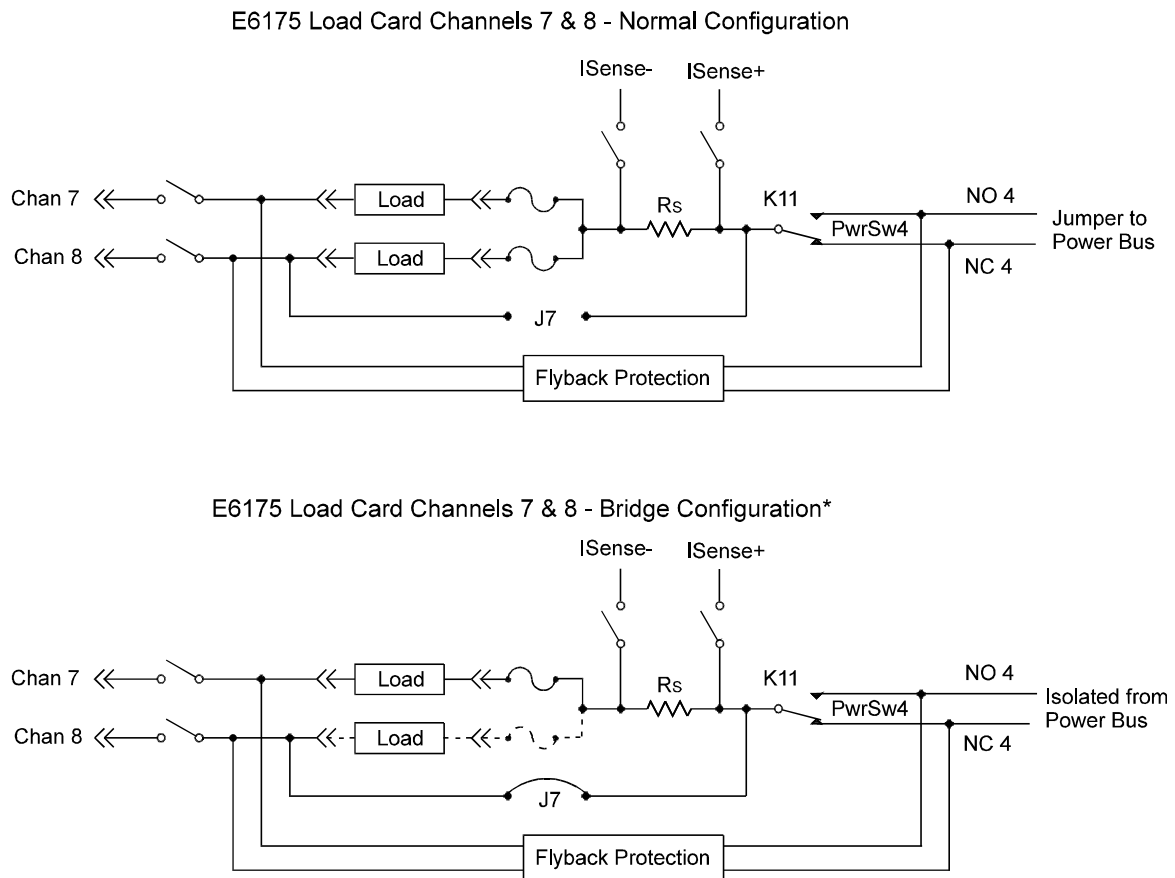 E6175 Load Card Channels 7 & 8 - Normal Configuration
ISense- ISense+
Chan 7
Load
Rs
K11
NO 4
PwrSw4
Jumper to
Power Bus
Chan 8
Load
NC 4
J7
Flyback Protection
E6175 Load Card Channels 7 & 8 - Bridge Configuration*
ISense- ISense+
Chan 7
Load
Rs
K11
NO 4
PwrSw4
Isolated from
Power Bus
Chan 8
Load
NC 4
J7
Flyback Protection